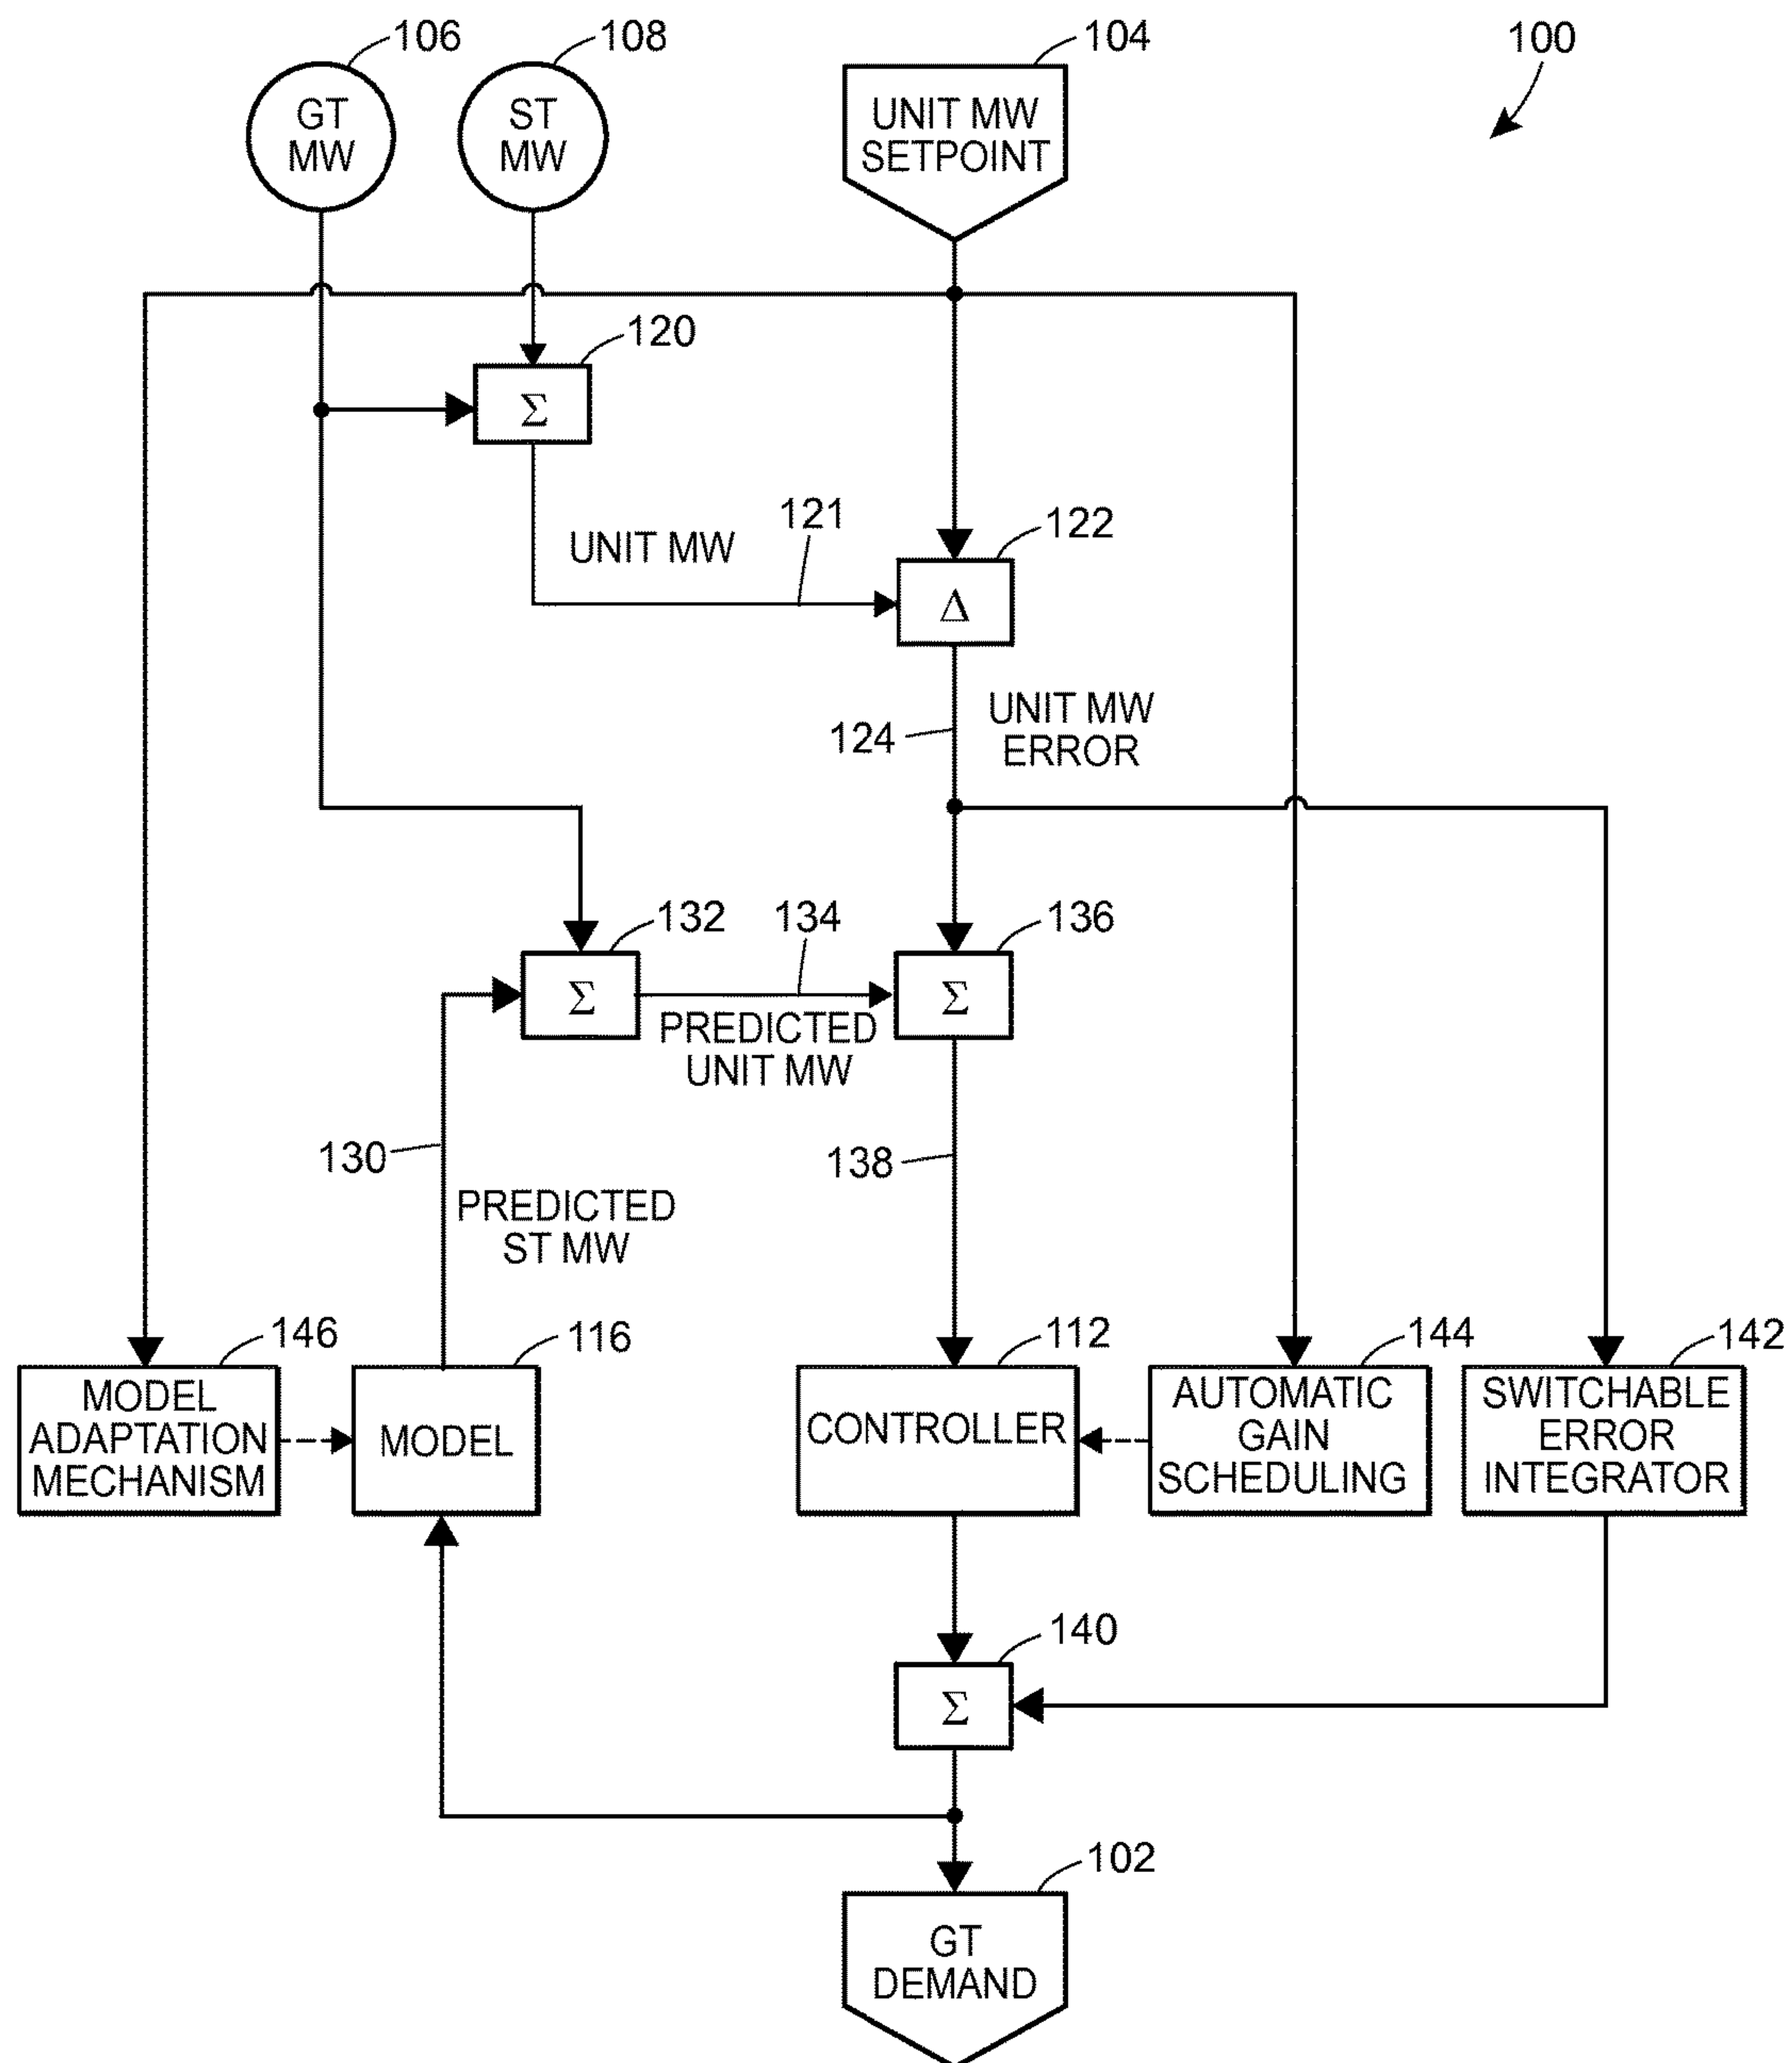 106
108
104
100
GT
MW
ST
MW
UNIT MW
SETPOINT
120
Σ
121
122
UNIT MW
Δ
124
UNIT MW
ERROR
132
134
136
Σ
Σ
PREDICTED
UNIT MW
130
138
PREDICTED
ST MW
146
116
112
144
142
MODEL
ADAPTATION
MECHANISM
MODEL
CONTROLLER
AUTOMATIC
GAIN
SCHEDULING
SWITCHABLE
ERROR
INTEGRATOR
140
Σ
102
GT
DEMAND